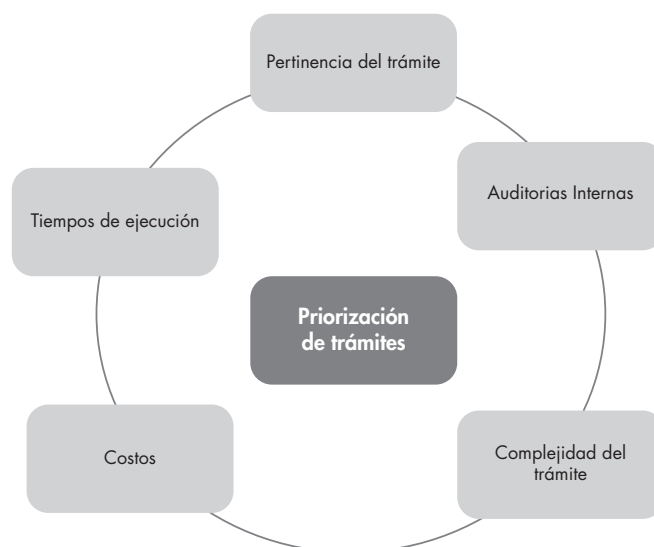 Pertinencia del trámite
Auditorias Internas
Tiempos de ejecución
Priorización
de trámites
Complejidad del
trámite
Costos